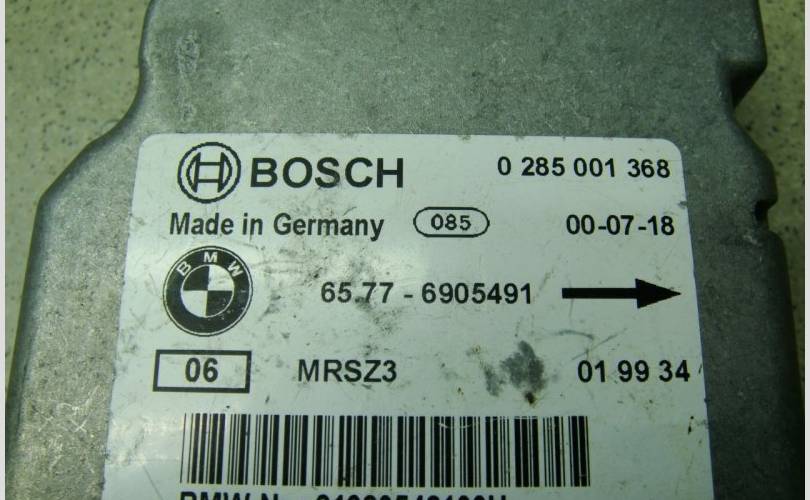 BOSCH 0 285 001 368
Made in Germany 085 00-07-18
BMW
65.77 - 6905491
06 MRSZ3 01 99 34